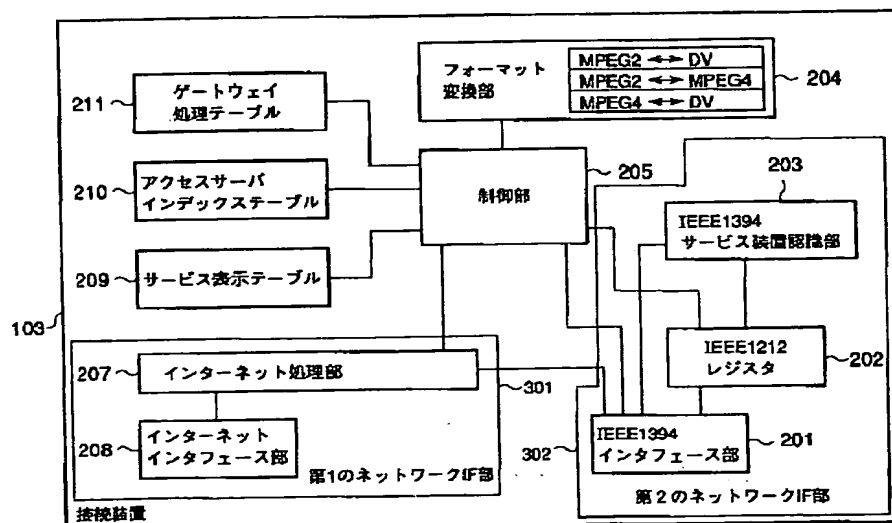 211
ゲートウェイ
処理テーブル
フォーマット
変換部
MPEG2 ⟷ DV
MPEG2 ⟷ MPEG4
MPEG4 ⟷ DV
204
210
アクセスサーバ
インデックステーブル
制御部
205
203
IEEE1394
サービス装置認識部
209
サービス表示テーブル
103
207
インターネット処理部
301
IEEE1212
レジスタ
202
208
インターネット
インタフェース部
第1のネットワークIF部
302
IEEE1394
インタフェース部
201
第2のネットワークIF部
接続装置